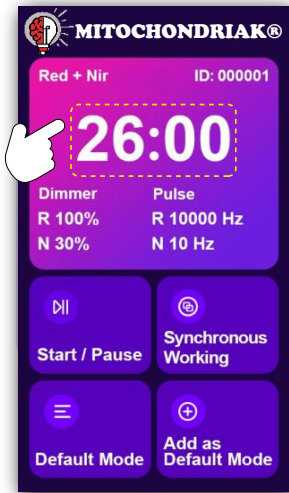 MITOCHONDRIAK®
Red + Nir ID: 000001
26:00
Dimmer Pulse
R 100% R 10000 Hz
N 30% N 10 Hz
Start / Pause
Synchronous
Working
Default Mode
Add as
Default Mode